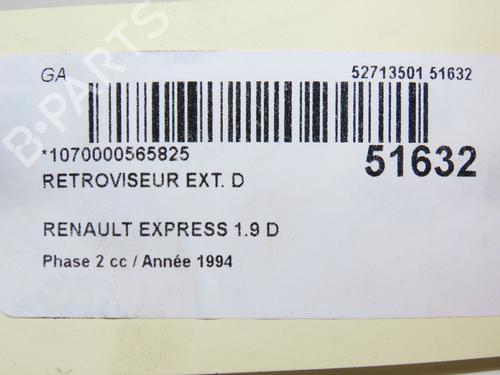 GA
52713501 51632
*1070000565825
51632
RETROVISEUR EXT. D
RENAULT EXPRESS 1.9 D
Phase 2 cc / Année 1994
B-PARTS